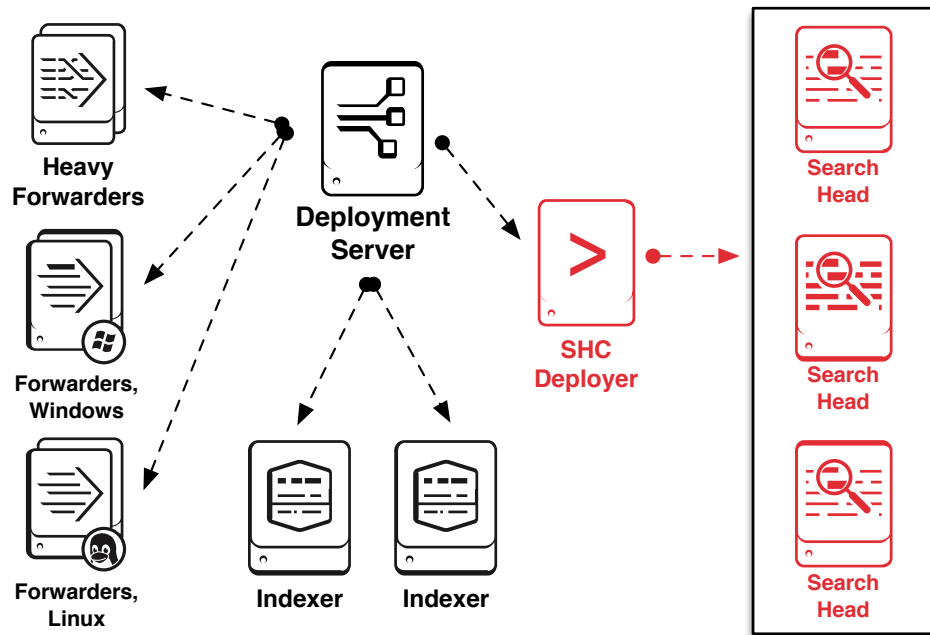 Heavy
Forwarders
Forwarders,
Windows
Forwarders,
Linux
Deployment
Server
Indexer
Indexer
>
SHC
Deployer
Search
Head
Search
Head
Search
Head